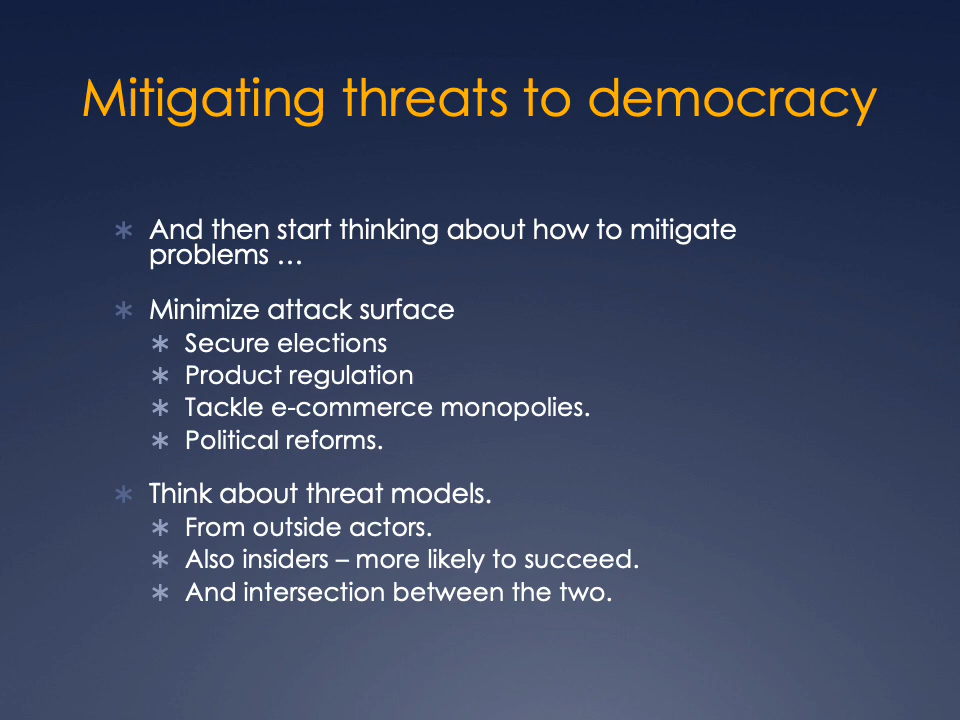 Mitigating threats to democracy
And then start thinking about how to mitigate
problems …
Minimize attack surface
Secure elections
Product regulation
Tackle e-commerce monopolies.
Political reforms.
Think about threat models.
From outside actors.
Also insiders – more likely to succeed.
And intersection between the two.